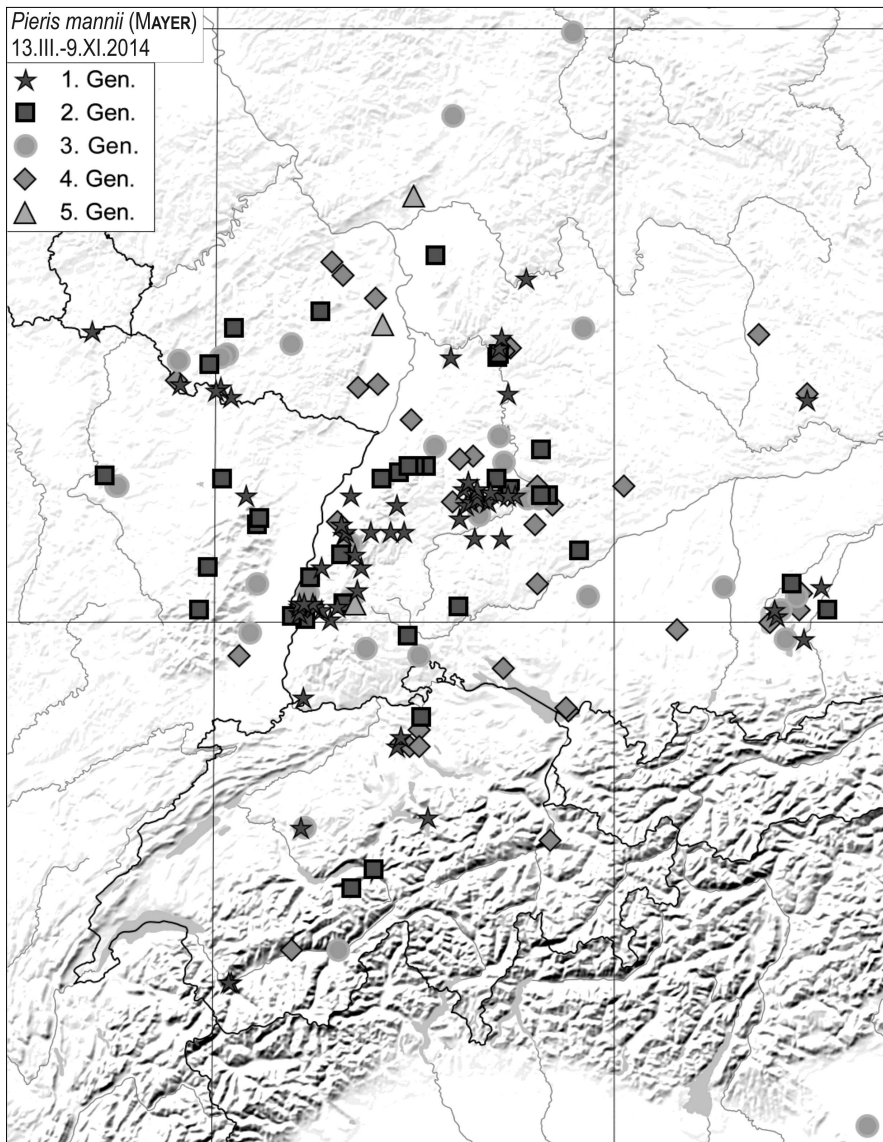 Pieris mannii (MAYER)
13.III.-9.XI.2014
1. Gen.
2. Gen.
3. Gen.
4. Gen.
5. Gen.